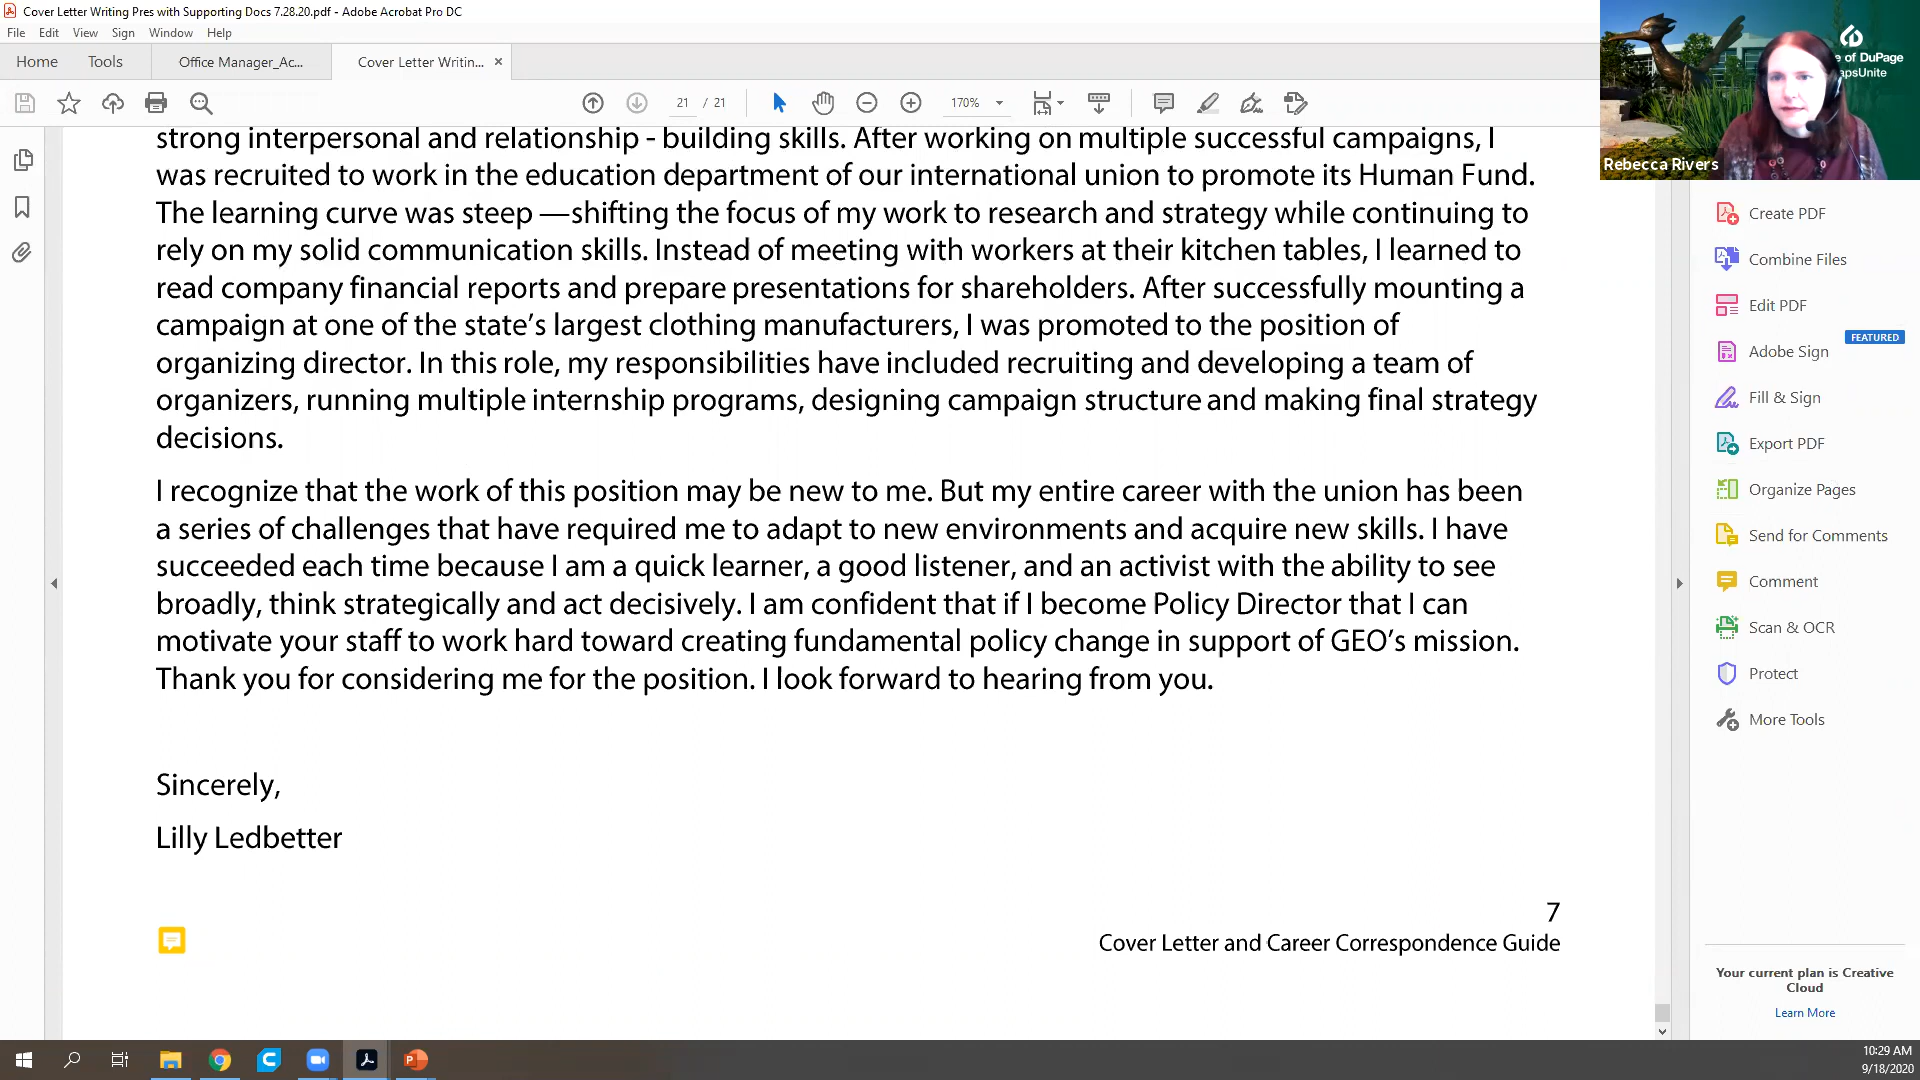 Cover Letter Writing Pres with Supporting Docs 7.28.20.pdf - Adobe Acrobat Pro DC
File Edit View Sign Window Help
Home Tools Office Manager_Ac... Cover Letter Writin... ×
21 / 21 170%
e of DuPage
apsUnite
Rebecca Rivers
strong interpersonal and relationship - building skills. After working on multiple successful campaigns, I
was recruited to work in the education department of our international union to promote its Human Fund.
The learning curve was steep —shifting the focus of my work to research and strategy while continuing to
rely on my solid communication skills. Instead of meeting with workers at their kitchen tables, I learned to
read company financial reports and prepare presentations for shareholders. After successfully mounting a
campaign at one of the state's largest clothing manufacturers, I was promoted to the position of
organizing director. In this role, my responsibilities have included recruiting and developing a team of
organizers, running multiple internship programs, designing campaign structure and making final strategy
decisions.
I recognize that the work of this position may be new to me. But my entire career with the union has been
a series of challenges that have required me to adapt to new environments and acquire new skills. I have
succeeded each time because I am a quick learner, a good listener, and an activist with the ability to see
broadly, think strategically and act decisively. I am confident that if I become Policy Director that I can
motivate your staff to work hard toward creating fundamental policy change in support of GEO's mission.
Thank you for considering me for the position. I look forward to hearing from you.
Sincerely,
Lilly Ledbetter
7
Cover Letter and Career Correspondence Guide
Create PDF
Combine Files
Edit PDF
FEATURED
Adobe Sign
Fill & Sign
Export PDF
Organize Pages
Send for Comments
Comment
Scan & OCR
Protect
More Tools
Your current plan is Creative
Cloud
Learn More
10:29 AM
9/18/2020